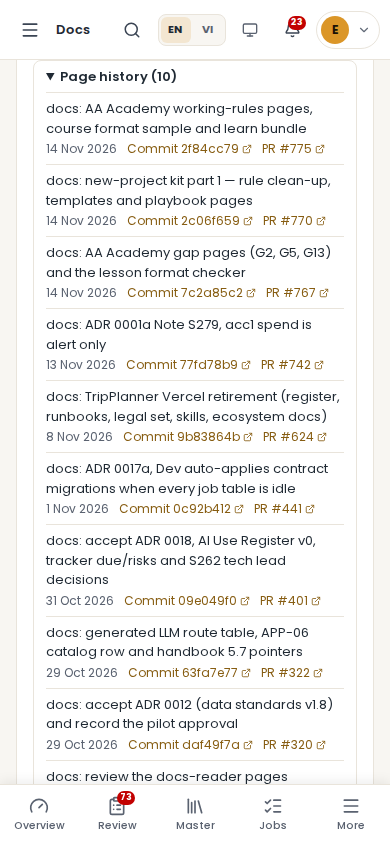 Docs
EN
VI
23
E
▼ Page history (10)
docs: AA Academy working-rules pages,
course format sample and learn bundle
14 Nov 2026 Commit 2f84cc79 PR #775
docs: new-project kit part 1 — rule clean-up,
templates and playbook pages
14 Nov 2026 Commit 2c06f659 PR #770
docs: AA Academy gap pages (G2, G5, G13)
and the lesson format checker
14 Nov 2026 Commit 7c2a85c2 PR #767
docs: ADR 0001a Note S279, acc1 spend is
alert only
13 Nov 2026 Commit 77fd78b9 PR #742
docs: TripPlanner Vercel retirement (register,
runbooks, legal set, skills, ecosystem docs)
8 Nov 2026 Commit 9b83864b PR #624
docs: ADR 0017a, Dev auto-applies contract
migrations when every job table is idle
1 Nov 2026 Commit 0c92b412 PR #441
docs: accept ADR 0018, AI Use Register v0,
tracker due/risks and S262 tech lead
decisions
31 Oct 2026 Commit 09e049f0 PR #401
docs: generated LLM route table, APP-06
catalog row and handbook 5.7 pointers
29 Oct 2026 Commit 63fa7e77 PR #322
docs: accept ADR 0012 (data standards v1.8)
and record the pilot approval
29 Oct 2026 Commit daf49f7a PR #320
docs: review the docs-reader pages
73
Overview
Review
Master
Jobs
More